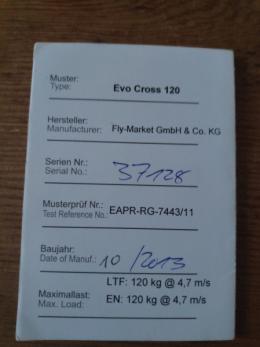 Muster:
Type: Evo Cross 120
Hersteller:
Manufacturer: Fly-Market GmbH & Co. KG
Serien Nr.:
Serial No.: 37128
Musterprüf Nr.:
Test Reference No.: EAPR-RG-7443/11
Baujahr:
Date of Manuf.: 10/2013
LTF: 120 kg @ 4,7 m/s
Maximallast:
Max. Load: EN: 120 kg @ 4,7 m/s